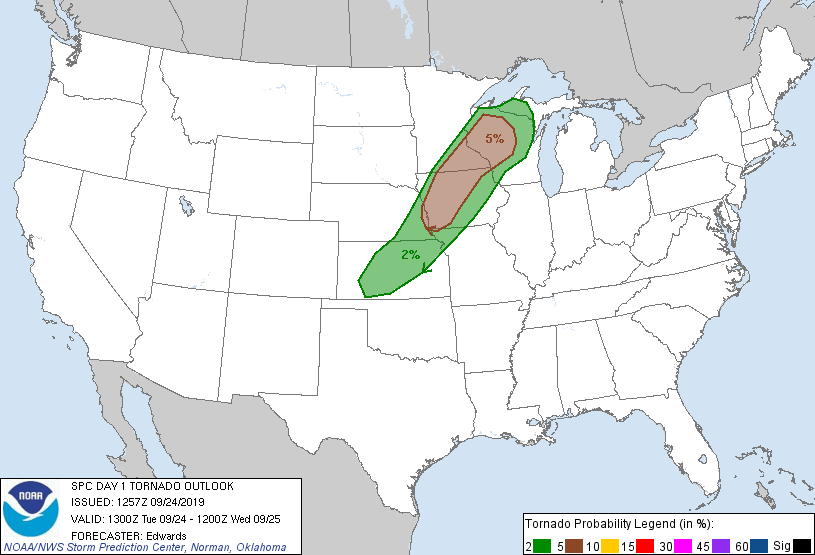 5%
2%
NOAA
SPC DAY 1 TORNADO OUTLOOK
ISSUED: 1257Z 09/24/2019
VALID: 1300Z Tue 09/24 - 1200Z Wed 09/25
FORECASTER: Edwards
NOAA/NWS Storm Prediction Center, Norman, Oklahoma
Tornado Probability Legend (in %):
2 5 10 15 30 45 60 Sig